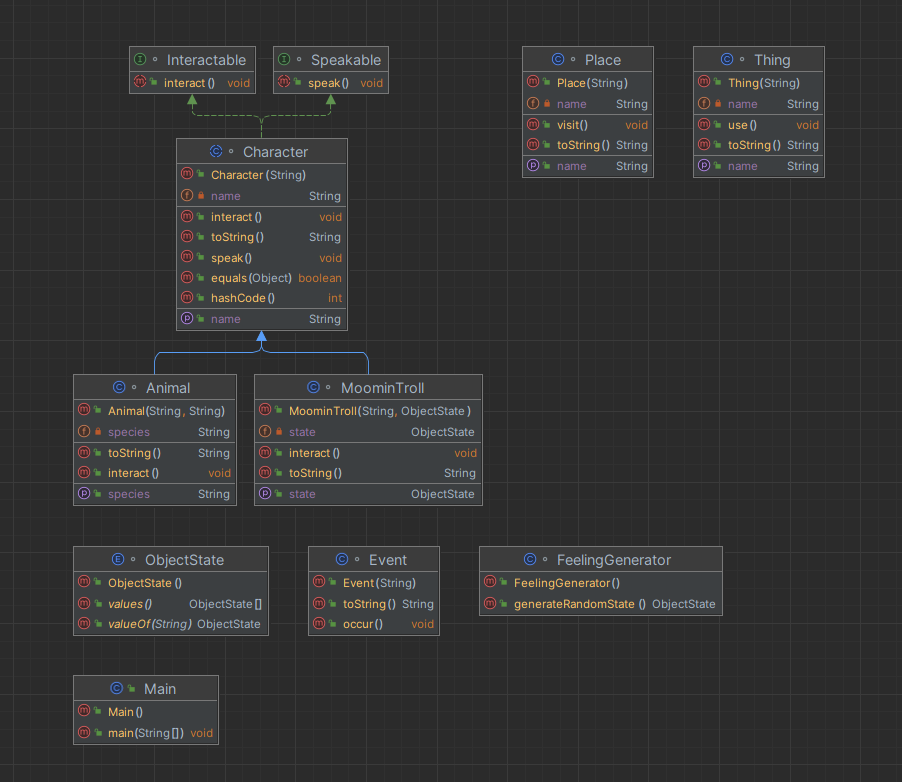 Interactable
interact() void
Speakable
speak() void
Place
Place(String)
name String
visit() void
toString() String
name String
Thing
Thing(String)
name String
use() void
toString() String
name String
Character
Character(String)
name String
interact() void
toString() String
speak() void
equals(Object) boolean
hashCode() int
name String
Animal
Animal(String, String)
species String
toString() String
interact() void
species String
MoominTroll
MoominTroll(String, ObjectState)
state ObjectState
interact() void
toString() String
state ObjectState
ObjectState
ObjectState()
values() ObjectState[]
valueOf(String) ObjectState
Event
Event(String)
toString() String
occur() void
FeelingGenerator
FeelingGenerator()
generateRandomState() ObjectState
Main
Main()
main(String[]) void